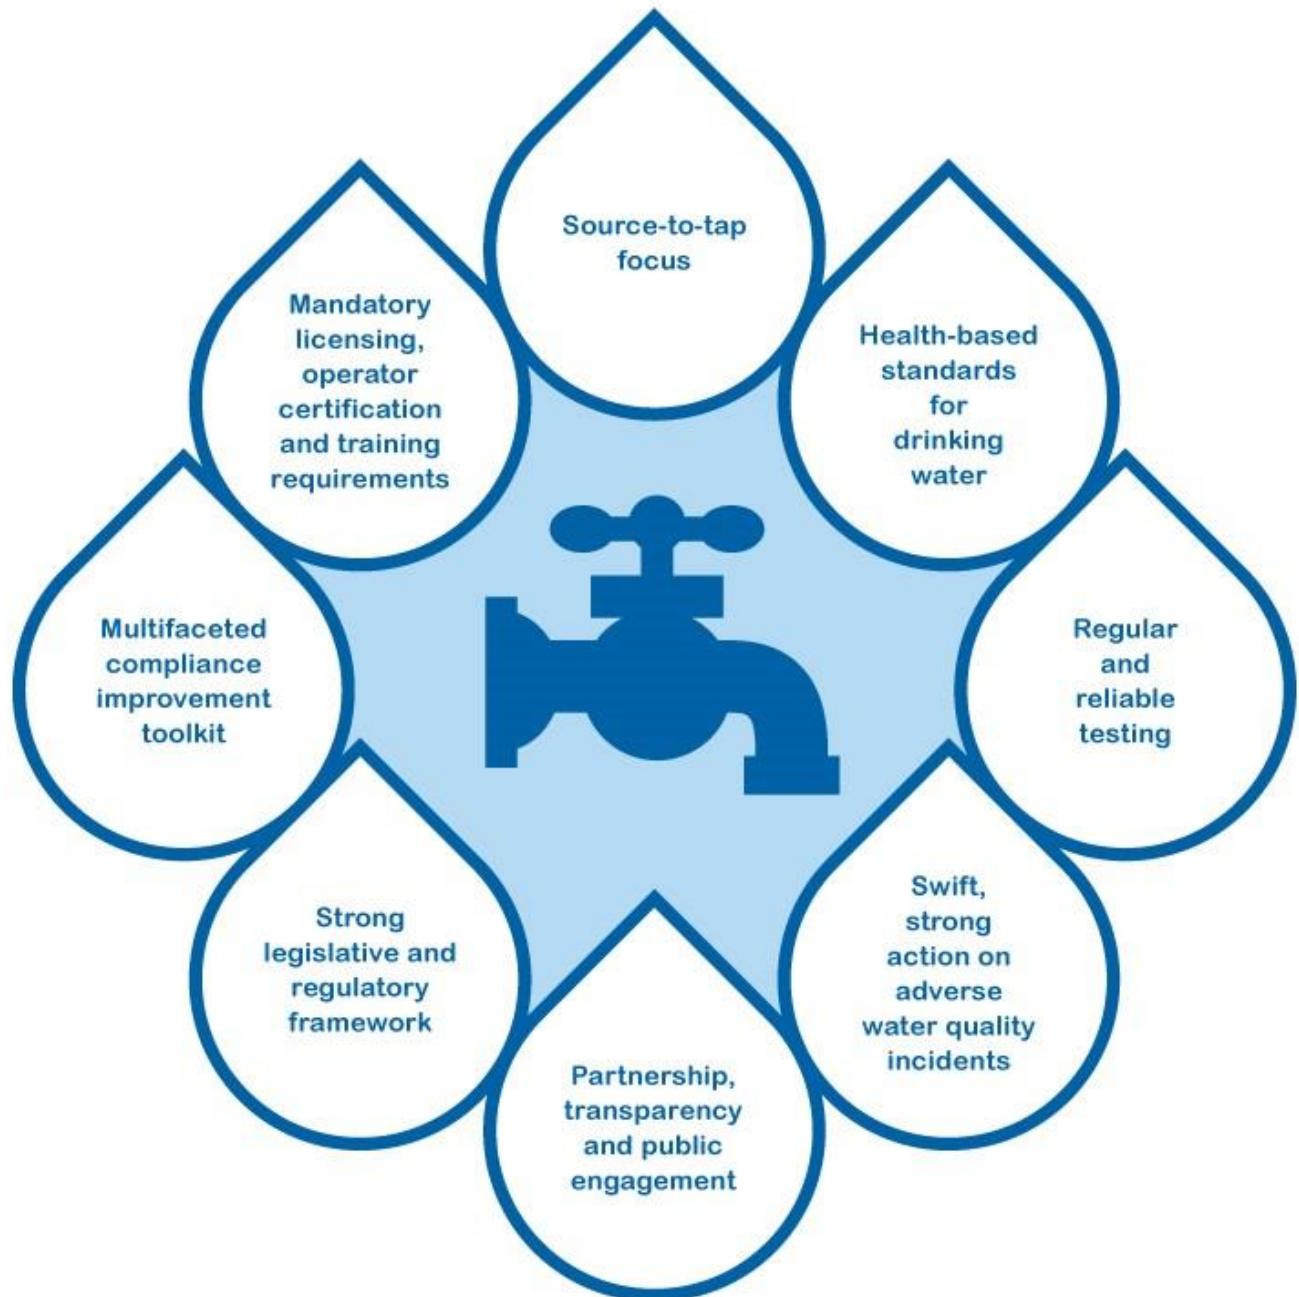 Source-to-tap
focus
Mandatory
licensing,
operator
certification
and training
requirements
Health-based
standards
for
drinking
water
Multifaceted
compliance
improvement
toolkit
Regular
and
reliable
testing
Strong
legislative and
regulatory
framework
Swift,
strong
action on
adverse
water quality
incidents
Partnership,
transparency
and public
engagement